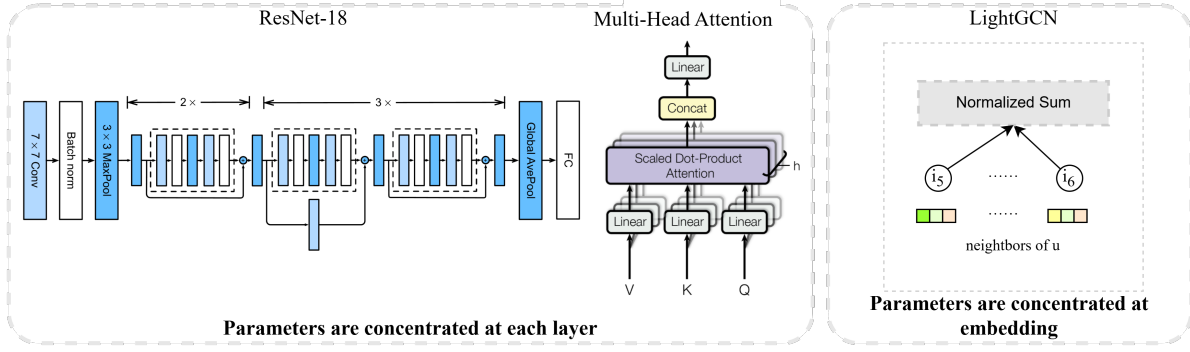 ResNet-18
2 ×
3 ×
7 × 7 Conv
Batch norm
3 × 3 MaxPool
Global AvePool
FC
Multi-Head Attention
Linear
Concat
Scaled Dot-Product
Attention
h
Linear
Linear
Linear
V
K
Q
Parameters are concentrated at each layer
LightGCN
Normalized Sum
i5
......
i6
......
neightbors of u
Parameters are concentrated at
embedding